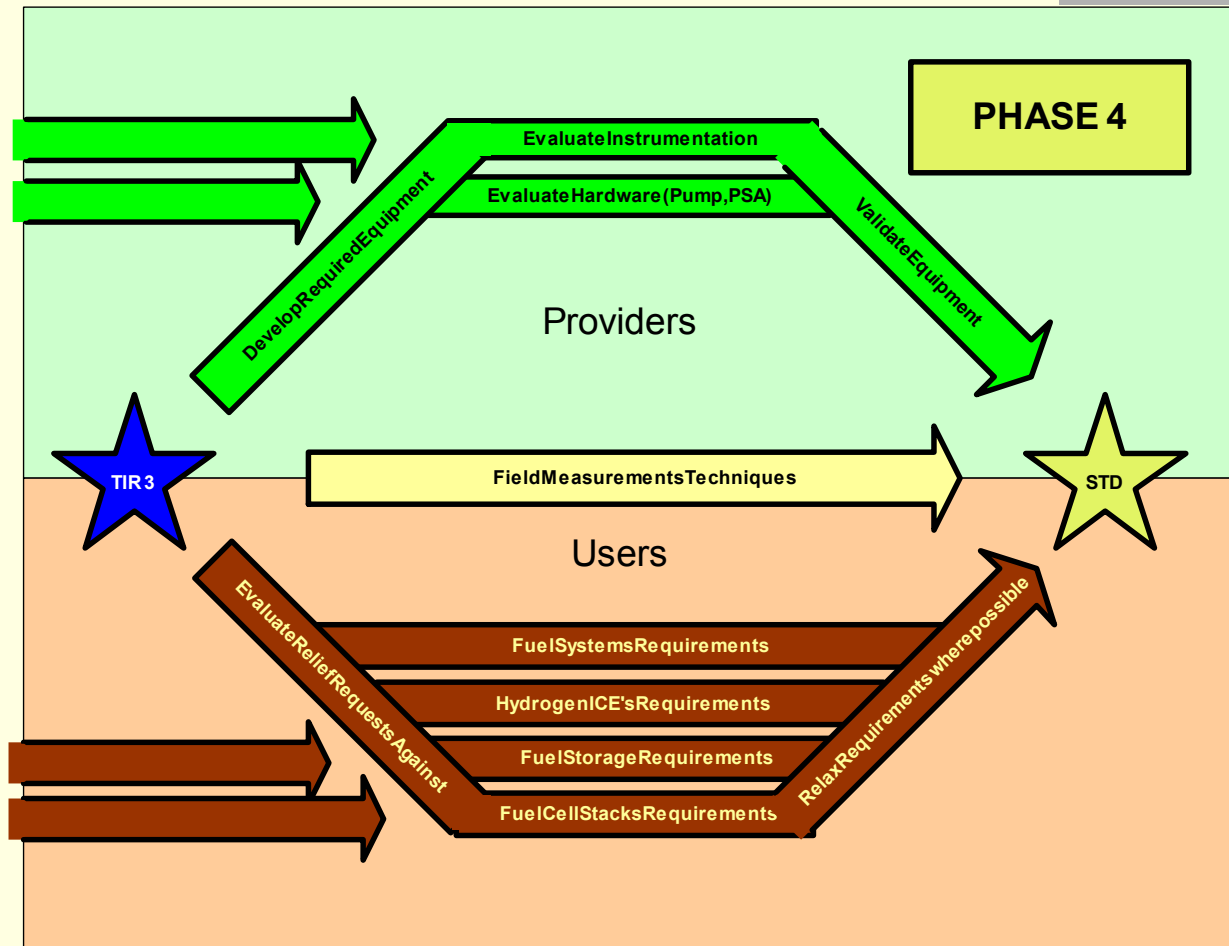 PHASE 4
EvaluateInstrumentation
EvaluateHardware(Pump,PSA)
DevelopRequiredEquipment
ValidateEquipment
Providers
TIR 3
FieldMeasurementsTechniques
STD
Users
EvaluateReliefRequestsAgainst
FuelSystemsRequirements
HydrogenICE'sRequirements
FuelStorageRequirements
FuelCellStacksRequirements
RelaxRequirementswherepossible